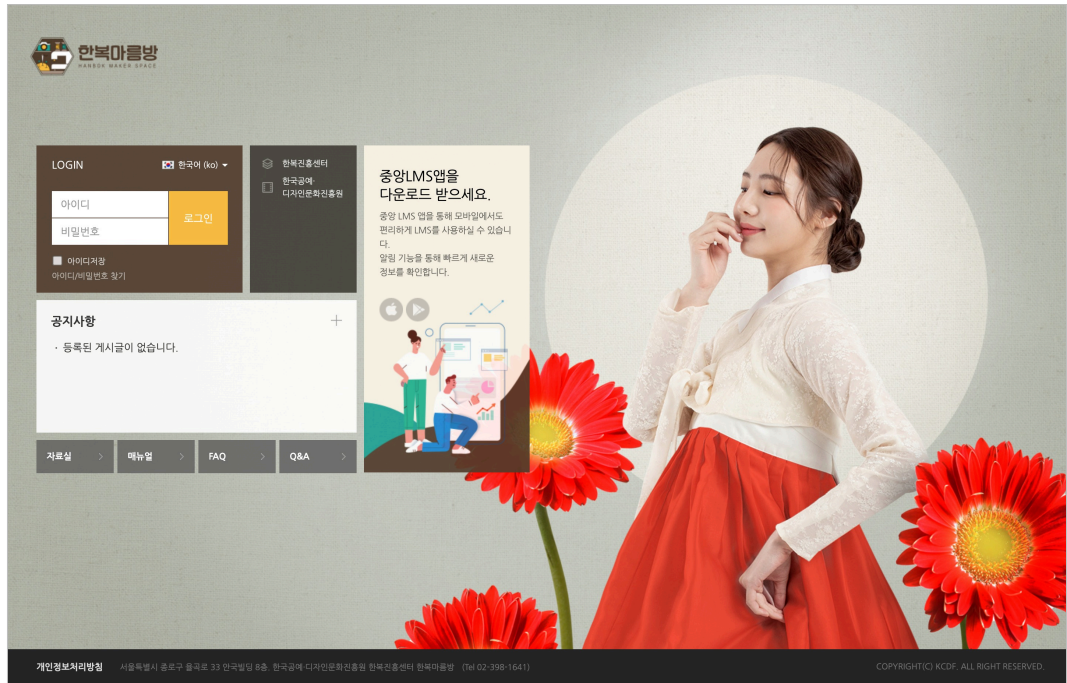 한복마름방
HANBOK MAKER SPACE
LOGIN
한국어 (ko)
아이디
비밀번호
로그인
아이디저장
아이디/비밀번호 찾기
한복진흥센터
한국공예·
디자인문화진흥원
중앙LMS앱을
다운로드 받으세요.
중앙 LMS 앱을 통해 모바일에서도
편리하게 LMS를 사용하실 수 있습니
다.
알림 기능을 통해 빠르게 새로운
정보를 확인합니다.
공지사항
· 등록된 게시글이 없습니다.
자료실
매뉴얼
FAQ
Q&A
개인정보처리방침
서울특별시 종로구 율곡로 33 안국빌딩 8층. 한국공예·디자인문화진흥원 한복진흥센터 한복마름방 (Tel 02-398-1641)
COPYRIGHT(C) KCDF. ALL RIGHT RESERVED.